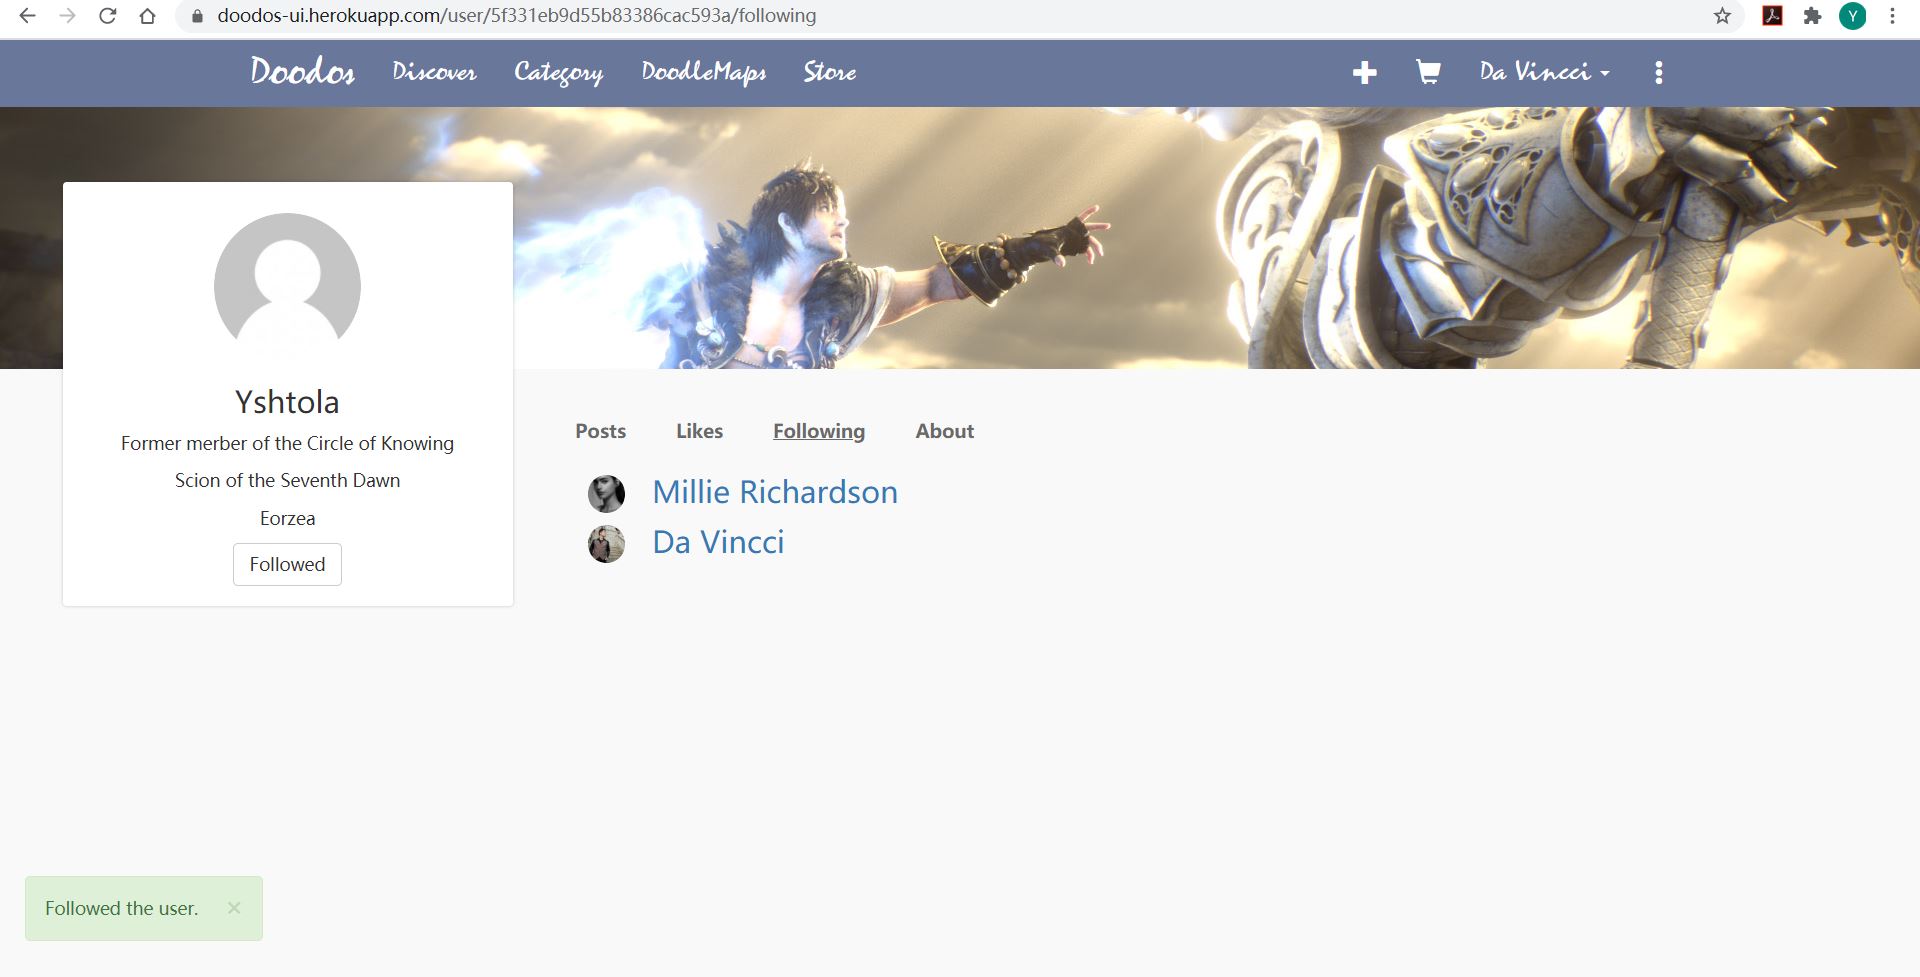 doodos-ui.herokuapp.com/user/5f331eb9d55b83386cac593a/following
Y
Doodos Discover Category DoodleMaps Store Da Vincci
Yshtola
Former merber of the Circle of Knowing
Scion of the Seventh Dawn
Eorzea
Followed
Posts Likes Following About
Millie Richardson
Da Vincci
Followed the user. ×